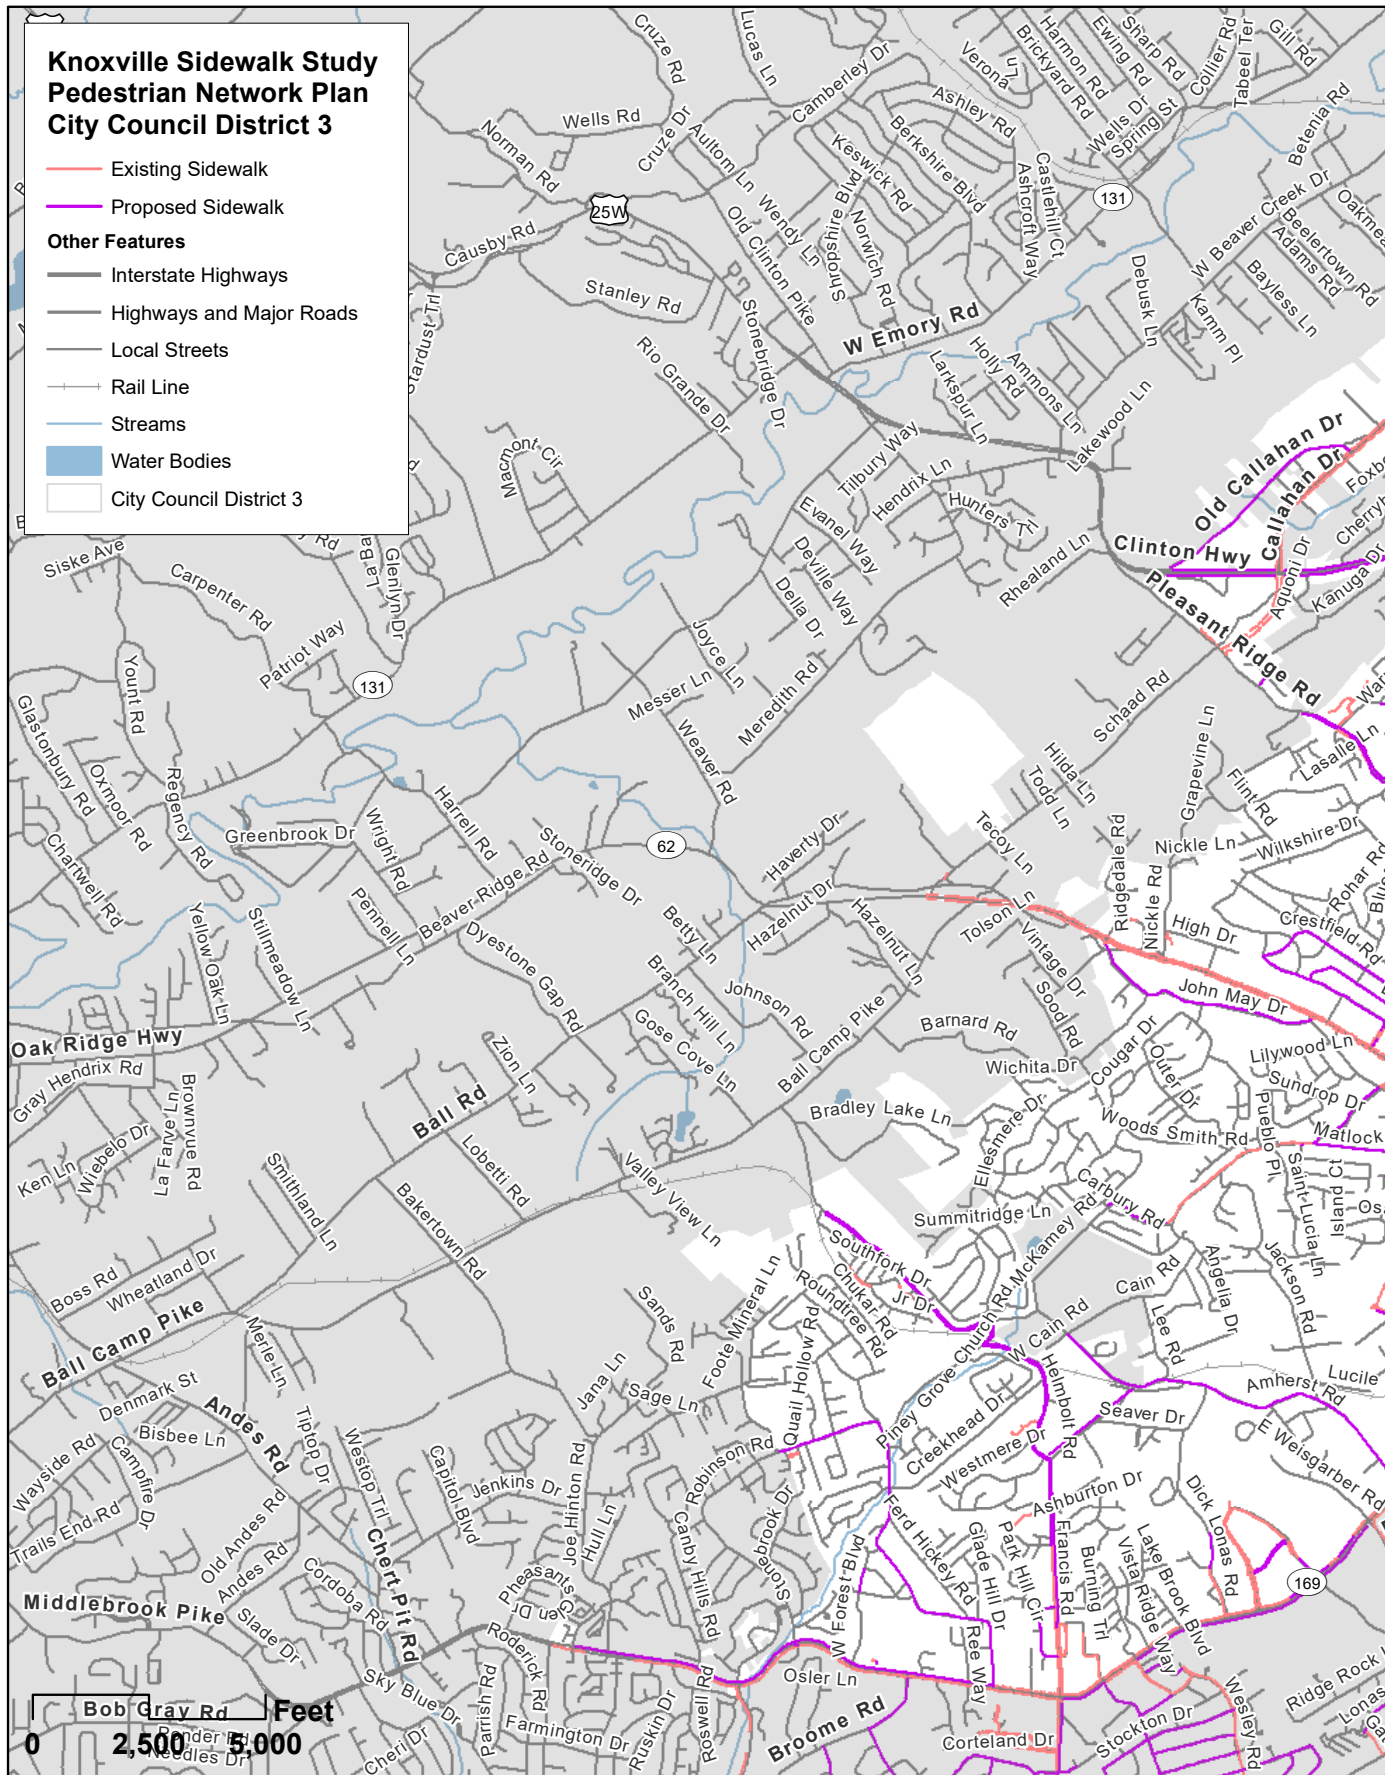 Knoxville Sidewalk Study
Pedestrian Network Plan
City Council District 3
Existing Sidewalk
Proposed Sidewalk
Other Features
Interstate Highways
Highways and Major Roads
Local Streets
Rail Line
Streams
Water Bodies
City Council District 3
Cruze Rd
Lucas Ln
Camberley Dr
Verona Ln
Brickyard Rd
Harmon Rd
Ewing Rd
Sharp Rd
Collier Rd
Tabeel Ter
Gill Rd
Wells Rd
Norman Rd
Cruze Dr
Aultom Ln
Ashley Rd
Wells Dr
Spring St
Betenia Rd
Keswick Rd
Berkshire Blvd
Castlehill Ct
Ashcroft Way
131
25W
Causby Rd
Wendy Ln
Old Clinton Pike
Shropshire Blvd
Norwich Rd
W Beaver Creek Dr
Beelertown Rd
Adams Rd
Bayless Ln
Stanley Rd
Debusk Ln
Kamm Pl
Stonebridge Dr
W Emory Rd
Rio Grande Dr
Larkspur Ln
Holly Rd
Ammons Ln
Lakewood Ln
Macmont Cir
Tilbury Way
Hendrix Ln
Hunters Trl
Old Callahan Dr
Callahan Dr
Evanel Way
Deville Way
Della Dr
Clinton Hwy
Rhealand Ln
Aquoni Dr
Kanuga Dr
Pleasant Ridge Rd
Siske Ave
Carpenter Rd
Glenlyn Dr
Patriot Way
131
Joyce Ln
Messer Ln
Meredith Rd
Weaver Rd
Schaad Rd
Yount Rd
Glastonbury Rd
Oxmoor Rd
Regency Rd
Chartwell Rd
Greenbrook Dr
Wright Rd
Harrell Rd
Stoneridge Dr
62
Haverty Dr
Hilda Ln
Todd Ln
Grapevine Ln
Flint Rd
Lasalle Ln
Tecoy Ln
Ridgedale Rd
Nickle Ln
Nickle Rd
Wilkshire Dr
Rohar Rd
Pennell Ln
Beaver Ridge Rd
Betty Ln
Hazelnut Dr
Hazelnut Ln
Tolson Ln
Vintage Dr
High Dr
Crestfield Rd
Yellow Oak Ln
Stillmeadow Ln
Dyestone Gap Rd
Branch Hill Ln
Johnson Rd
Sood Rd
John May Dr
Oak Ridge Hwy
Gray Hendrix Rd
Zion Ln
Gose Cove Ln
Ball Camp Pike
Barnard Rd
Wichita Dr
Cougar Dr
Outer Dr
Lilywood Ln
Sundrop Dr
Brownvue Rd
La Farve Ln
Wiebelo Dr
Ken Ln
Ball Rd
Lobetti Rd
Bradley Lake Ln
Ellesmere Dr
Woods Smith Rd
Pueblo Pl
Matlock
Smithland Ln
Bakertown Rd
Valley View Ln
Summitridge Ln
McKamey Rd
Carbury Rd
Saint Lucia Ln
Island Ct
Boss Rd
Wheatland Dr
Southfork Dr
Chukar Rd
Jr Dr
Roundtree Rd
Cain Rd
Angelia Dr
Jackson Rd
Ball Camp Pike
Merle Ln
Sands Rd
Foote Mineral Ln
Quail Hollow Rd
Piney Grove Church Rd
W Cain Rd
Lee Rd
Lucile
Denmark St
Andes Rd
Jana Ln
Sage Ln
Helmbolt Rd
Amherst Rd
Bisbee Ln
Tiptop Dr
Westop Trl
Capitol Blvd
Creekhead Dr
Seaver Dr
E Weisgarber Rd
Wayside Rd
Campfire Dr
Robinson Rd
Westmere Dr
Jenkins Dr
Joe Hinton Rd
Hull Ln
Canby Hills Rd
Stonebrook Dr
Ashburton Dr
Dick Lonas Rd
Trails End Rd
Old Andes Rd
Andes Rd
Chert Pit Rd
Cordoba Rd
Pheasants Glen Dr
W Forest Blvd
Ferd Hickey Rd
Glade Hill Dr
Park Hill Cir
Francis Rd
Burning Trl
Vista Ridge Way
Lake Brook Blvd
169
Middlebrook Pike
Slade Dr
Roderick Rd
Sky Blue Dr
Parrish Rd
Ruskin Dr
Roswell Rd
Osler Ln
Ree Way
Wesley Rd
Ridge Rock
Bob Gray Rd
Feet
0 2,500 5,000
Needles Dr
Cheri Dr
Farmington Dr
Broome Rd
Corteland Dr
Stockton Dr
Lonas